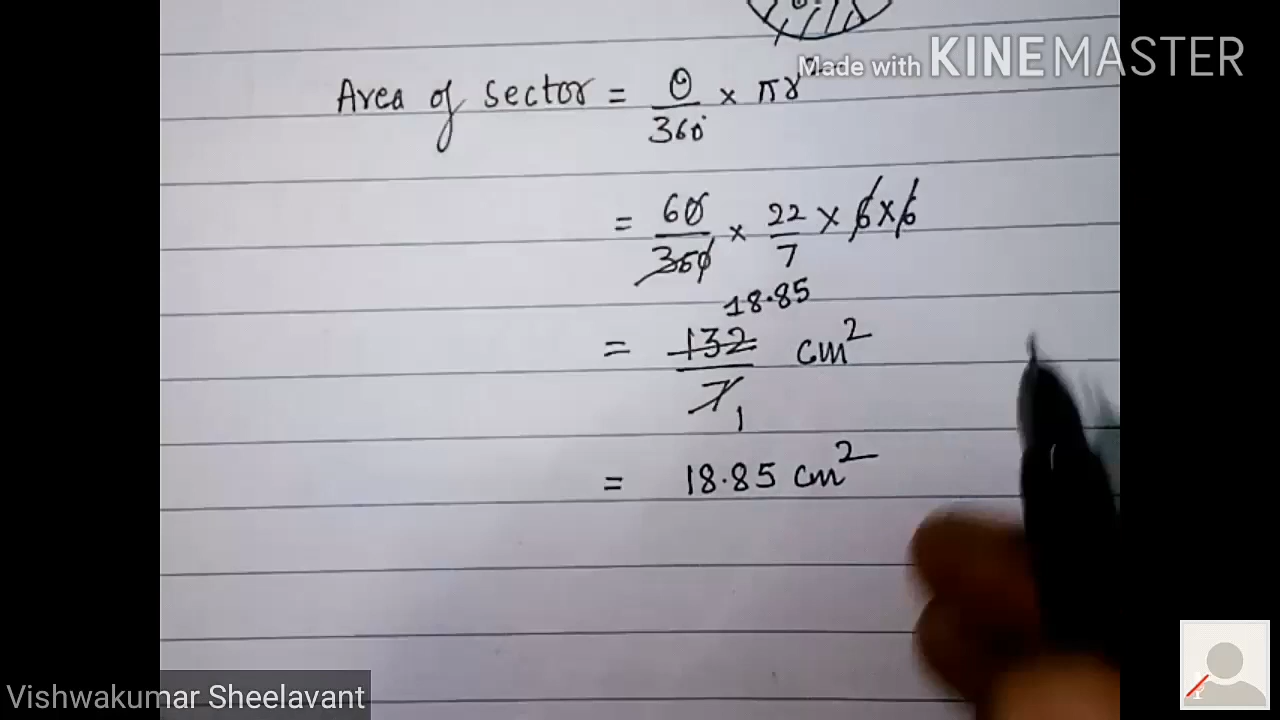 Made with KINEMASTER
Area of sector = θ/360° × πr²
= 60/360 × 22/7 × 6 × 6
18.85
= 132/7 cm²
1
= 18.85 cm²
Vishwakumar Sheelavant